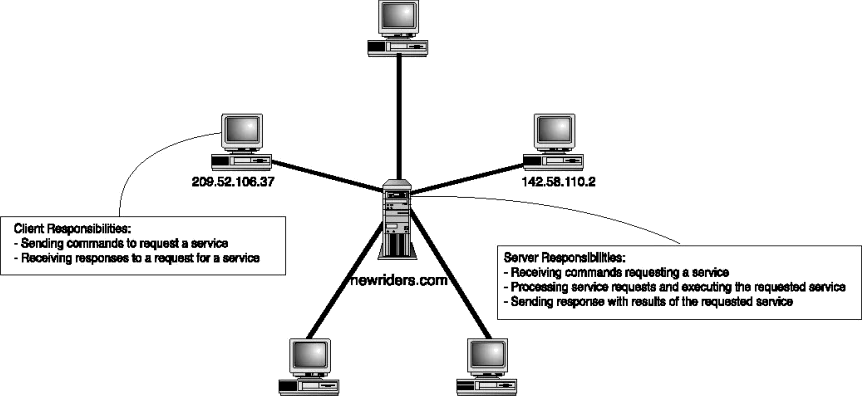 209.52.106.37
142.58.110.2
Client Responsibilities:
- Sending commands to request a service
- Receiving responses to a request for a service
newriders.com
Server Responsibilities:
- Receiving commands requesting a service
- Processing service requests and executing the requested service
- Sending response with results of the requested service